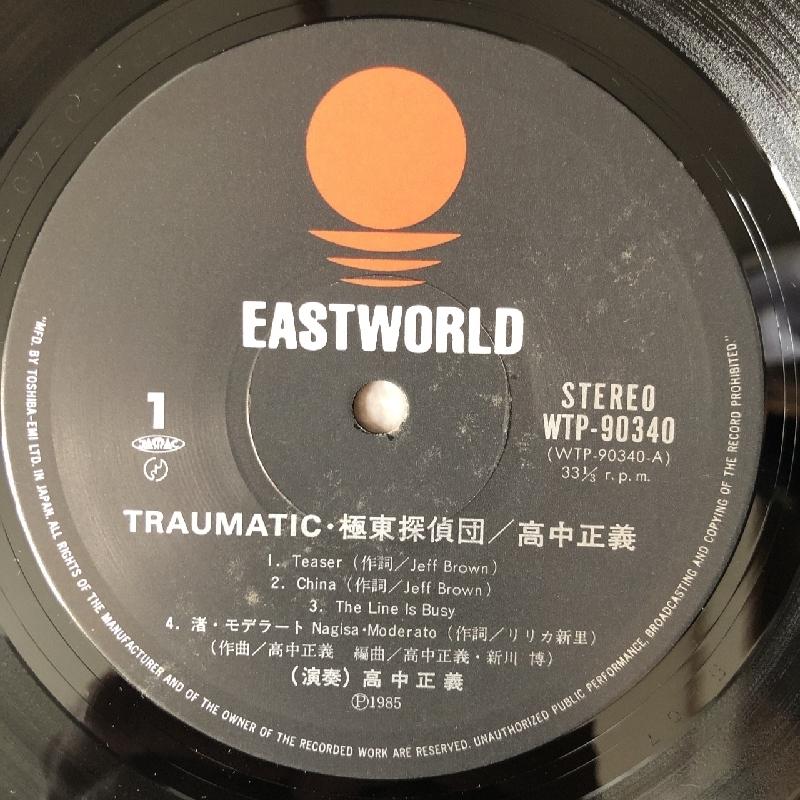 EASTWORLD
1
JASRAC
STEREO
WTP-90340
(WTP-90340-A)
33⅓ r.p.m.
TRAUMATIC・極東探偵団／高中正義
1. Teaser (作詞／Jeff Brown)
2. China (作詞／Jeff Brown)
3. The Line Is Busy
4. 渚・モデラート Nagisa・Moderato (作詞／リリカ新里)
(作曲／高中正義 編曲／高中正義・新川 博)
(演奏) 高中正義
Ⓟ1985
"MFD. BY TOSHIBA-EMI LTD. IN JAPAN. ALL RIGHTS OF THE MANUFACTURER AND OF THE OWNER OF THE RECORDED WORK ARE RESERVED. UNAUTHORIZED PUBLIC PERFORMANCE, BROADCASTING AND COPYING OF THE RECORD PROHIBITED."